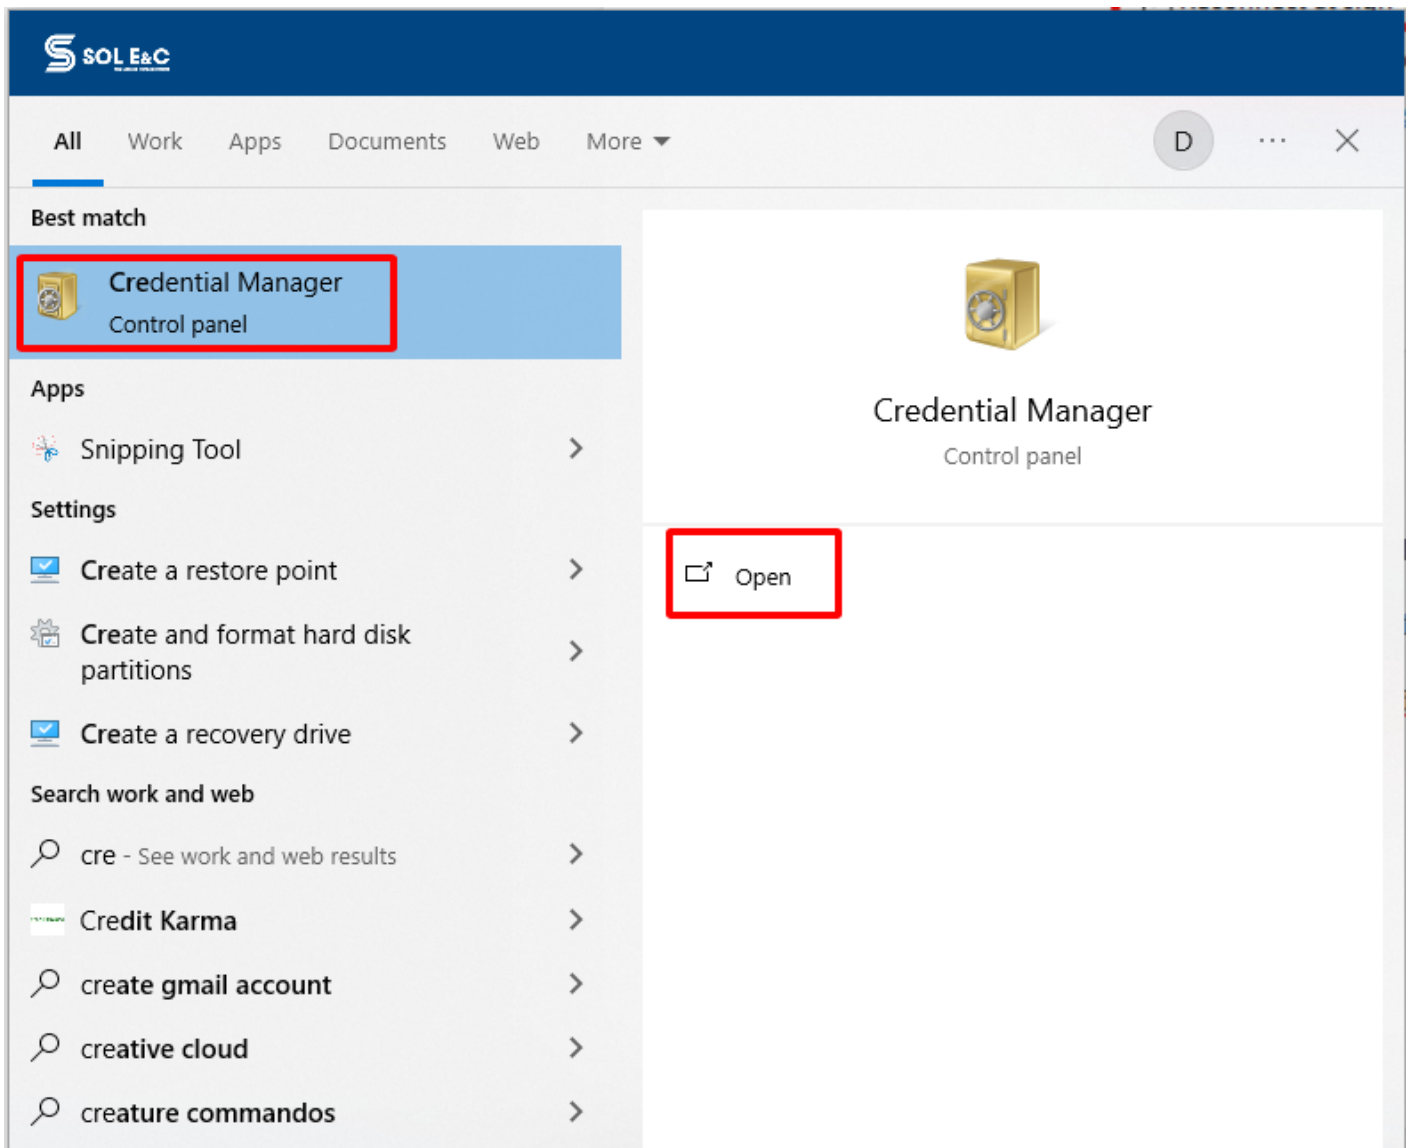 SOL E&C
All Work Apps Documents Web More
D
Best match
Credential Manager
Control panel
Apps
Snipping Tool
Settings
Create a restore point
Create and format hard disk
partitions
Create a recovery drive
Search work and web
cre - See work and web results
Credit Karma
create gmail account
creative cloud
creature commandos
Credential Manager
Control panel
Open